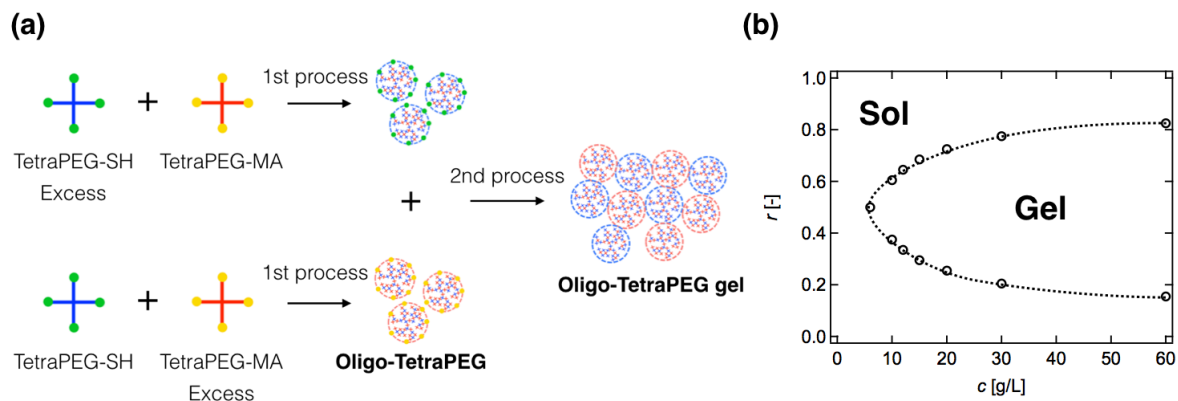 (a)
1st process
TetraPEG-SH
Excess
+
TetraPEG-MA
+
2nd process
Oligo-TetraPEG gel
1st process
TetraPEG-SH
+
TetraPEG-MA
Excess
Oligo-TetraPEG
(b)
1.0
0.8
0.6
0.4
0.2
0.0
r [-]
Sol
Gel
0 10 20 30 40 50 60
c [g/L]